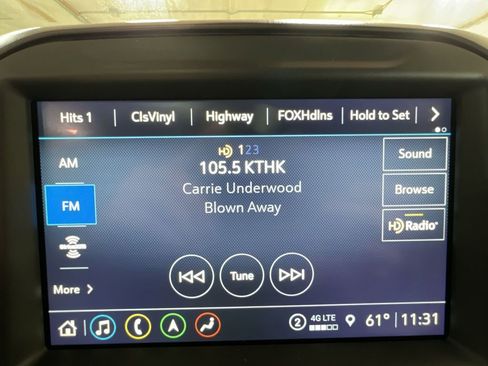 Hits 1 ClsVinyl Highway FOXHdlns Hold to Set
HD 123
AM
105.5 KTHK
Sound
Carrie Underwood
FM
Browse
Blown Away
HD Radio
Tune
More
2 4G LTE 61° 11:31